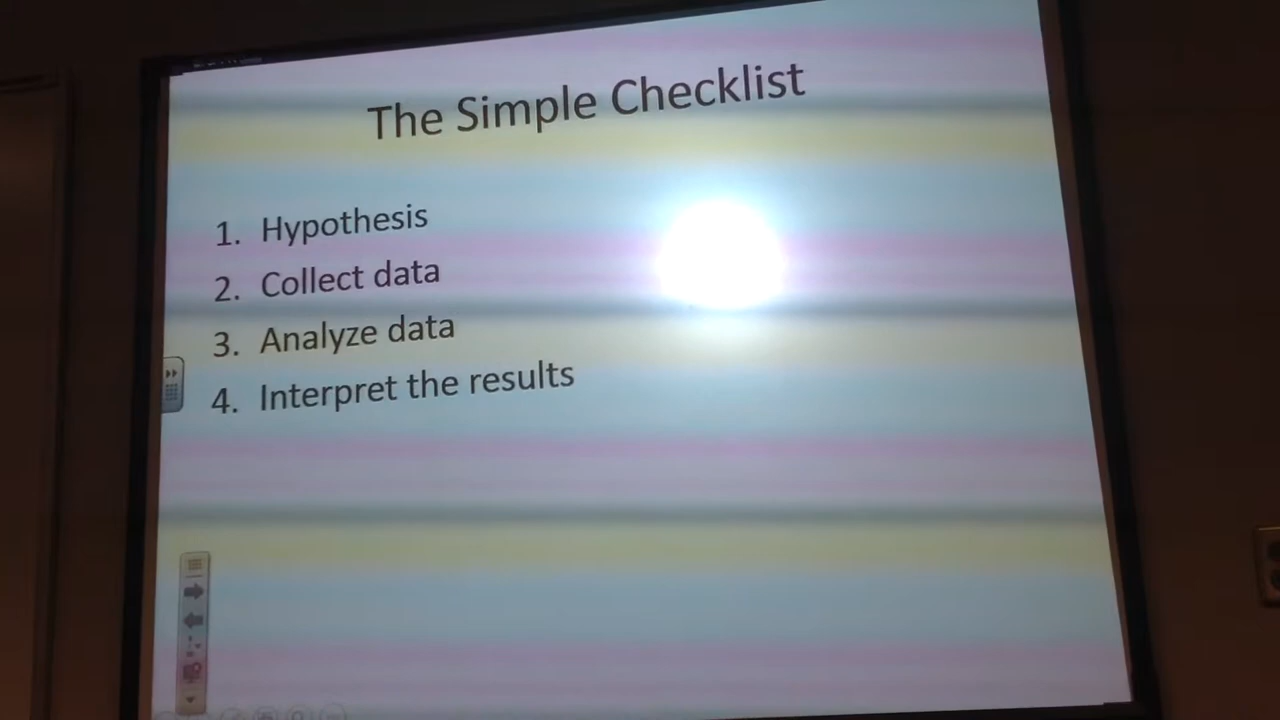 The Simple Checklist
1. Hypothesis
2. Collect data
3. Analyze data
4. Interpret the results